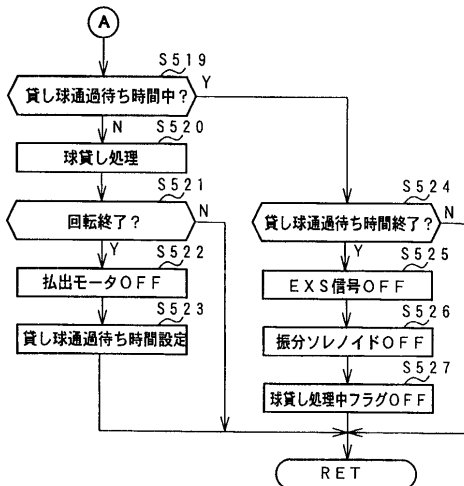 A
S519
貸し球通過待ち時間中？
Y
N
S520
球貸し処理
S521
回転終了？
N
Y
S522
払出モータOFF
S523
貸し球通過待ち時間設定
S524
貸し球通過待ち時間終了？
N
Y
S525
EXS信号OFF
S526
振分ソレノイドOFF
S527
球貸し処理中フラグOFF
RET